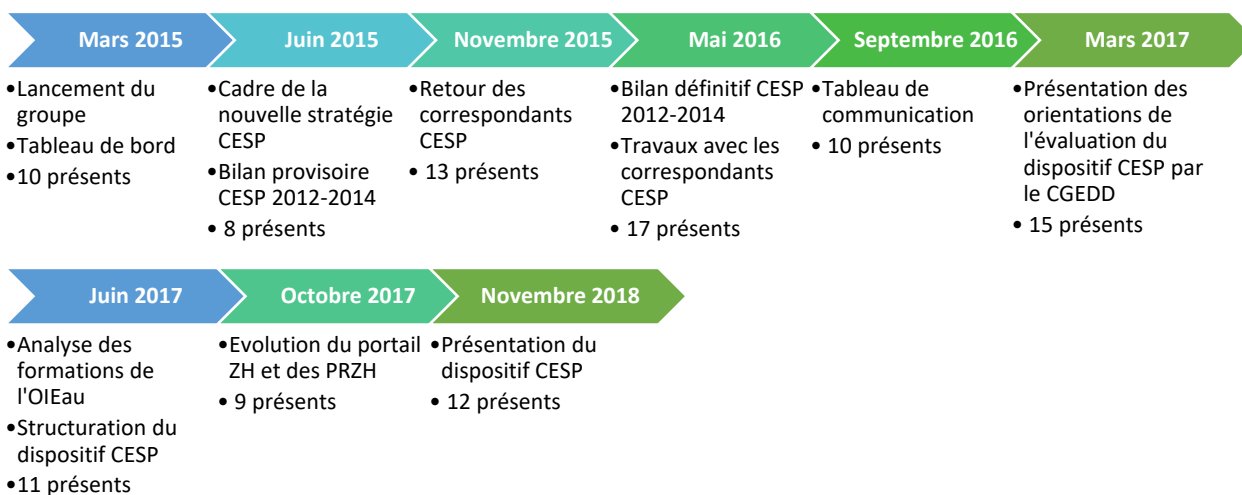 Mars 2015
Juin 2015
Novembre 2015
Mai 2016
Septembre 2016
Mars 2017
•Lancement du
groupe
•Tableau de bord
•10 présents
•Cadre de la
nouvelle stratégie
CESP
•Bilan provisoire
CESP 2012-2014
• 8 présents
•Retour des
correspondants
CESP
• 13 présents
•Bilan définitif CESP
2012-2014
•Travaux avec les
correspondants
CESP
• 17 présents
•Tableau de
communication
• 10 présents
•Présentation des
orientations de
l'évaluation du
dispositif CESP par
le CGEDD
• 15 présents
Juin 2017
Octobre 2017
Novembre 2018
•Analyse des
formations de
l'OIEau
•Structuration du
dispositif CESP
•11 présents
•Evolution du portail
ZH et des PRZH
• 9 présents
•Présentation du
dispositif CESP
• 12 présents